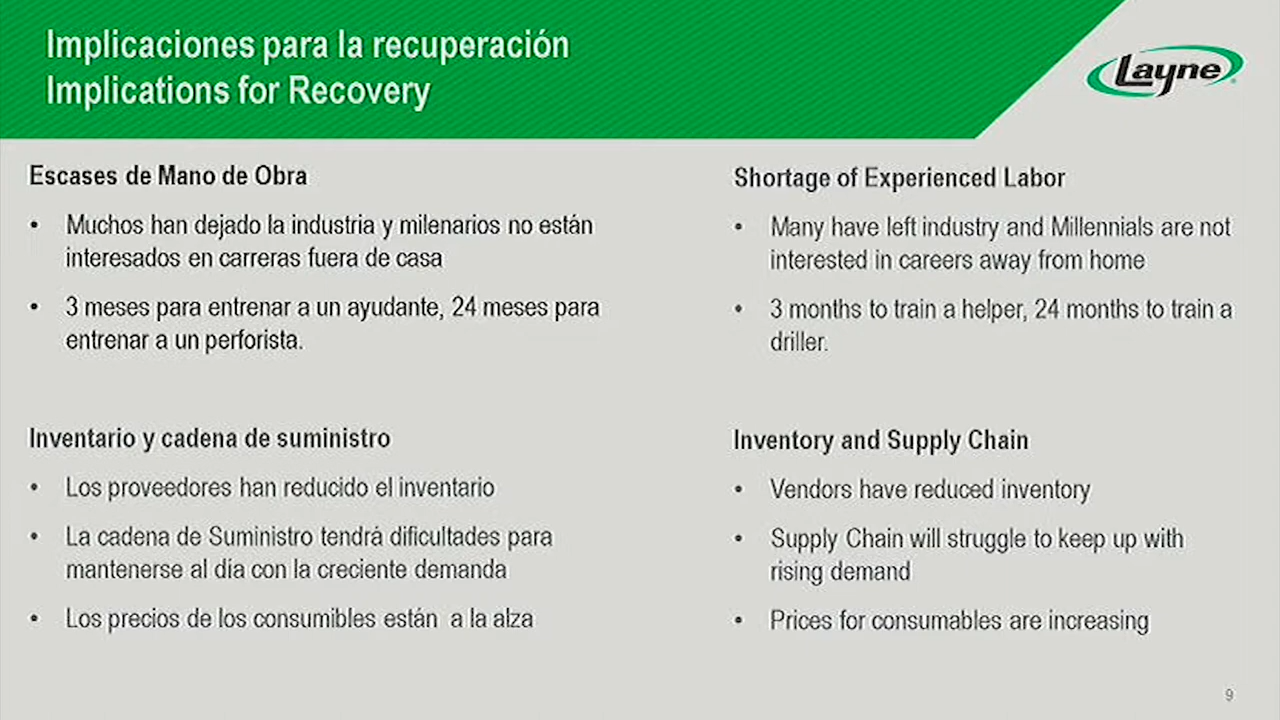 Implicaciones para la recuperación
Implications for Recovery
Layne
Escases de Mano de Obra
• Muchos han dejado la industria y milenarios no están
interesados en carreras fuera de casa
• 3 meses para entrenar a un ayudante, 24 meses para
entrenar a un perforista.
Inventario y cadena de suministro
• Los proveedores han reducido el inventario
• La cadena de Suministro tendrá dificultades para
mantenerse al día con la creciente demanda
• Los precios de los consumibles están a la alza
Shortage of Experienced Labor
• Many have left industry and Millennials are not
interested in careers away from home
• 3 months to train a helper, 24 months to train a
driller.
Inventory and Supply Chain
• Vendors have reduced inventory
• Supply Chain will struggle to keep up with
rising demand
• Prices for consumables are increasing
9